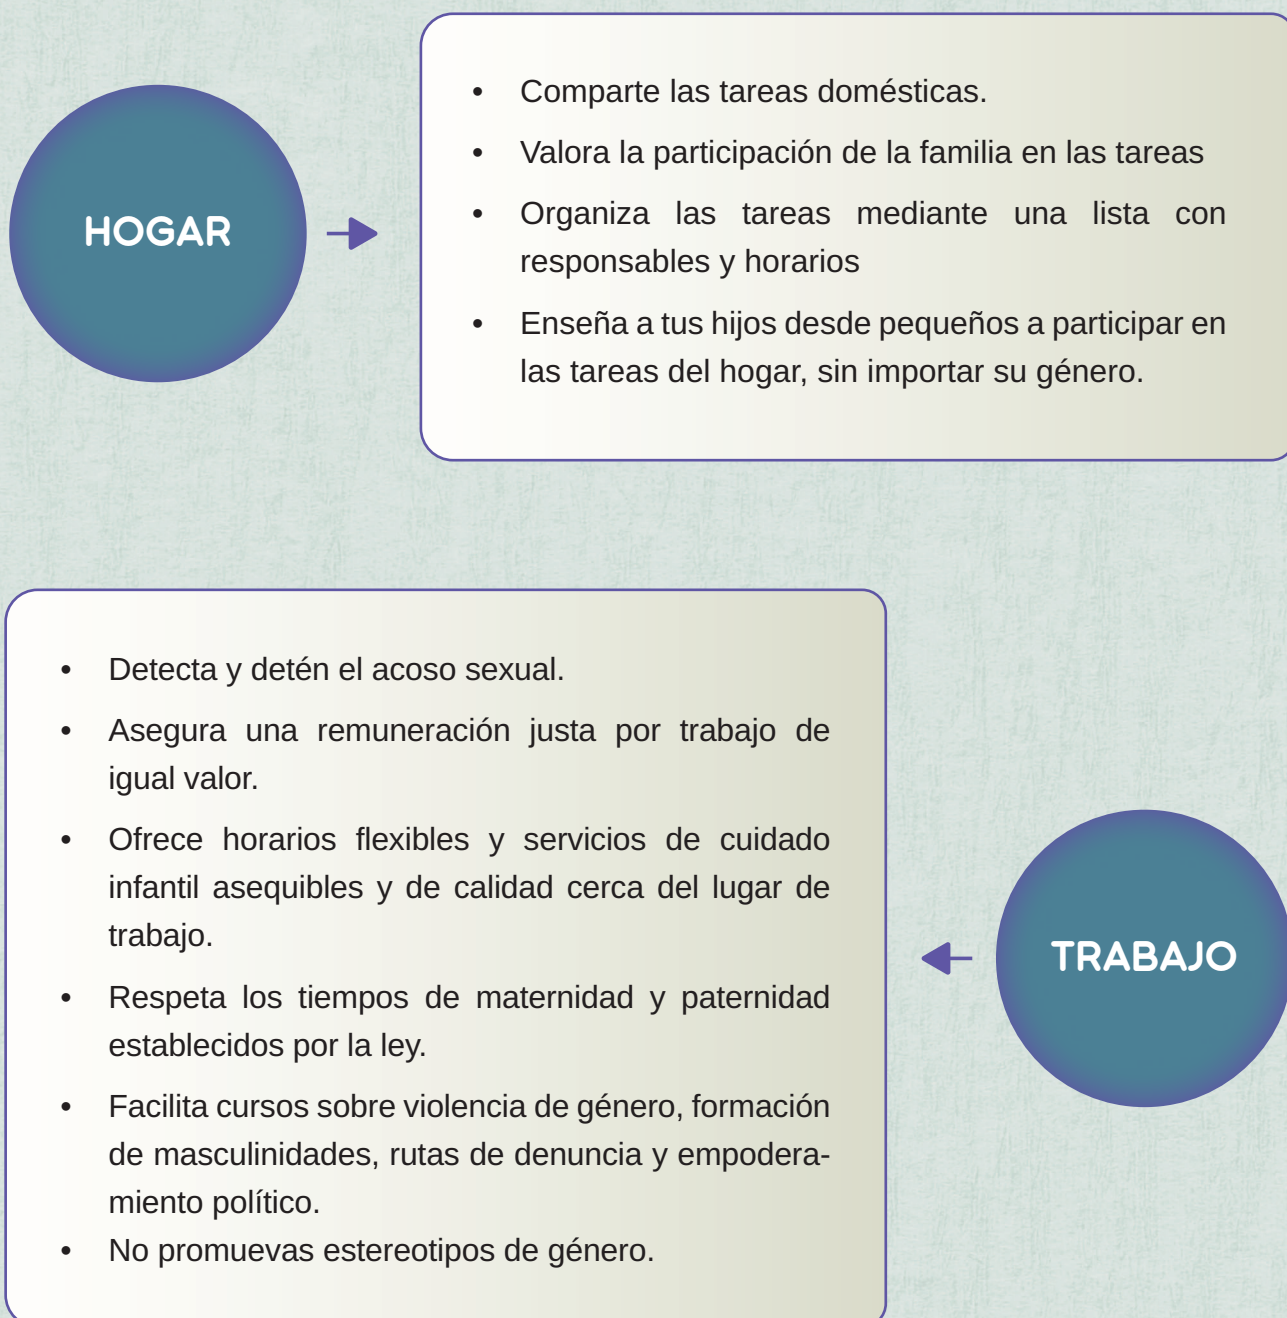 HOGAR
• Comparte las tareas domésticas.
• Valora la participación de la familia en las tareas
• Organiza las tareas mediante una lista con
responsables y horarios
• Enseña a tus hijos desde pequeños a participar en
las tareas del hogar, sin importar su género.
• Detecta y detén el acoso sexual.
• Asegura una remuneración justa por trabajo de
igual valor.
• Ofrece horarios flexibles y servicios de cuidado
infantil asequibles y de calidad cerca del lugar de
trabajo.
• Respeta los tiempos de maternidad y paternidad
establecidos por la ley.
• Facilita cursos sobre violencia de género, formación
de masculinidades, rutas de denuncia y empodera-
miento político.
• No promuevas estereotipos de género.
TRABAJO